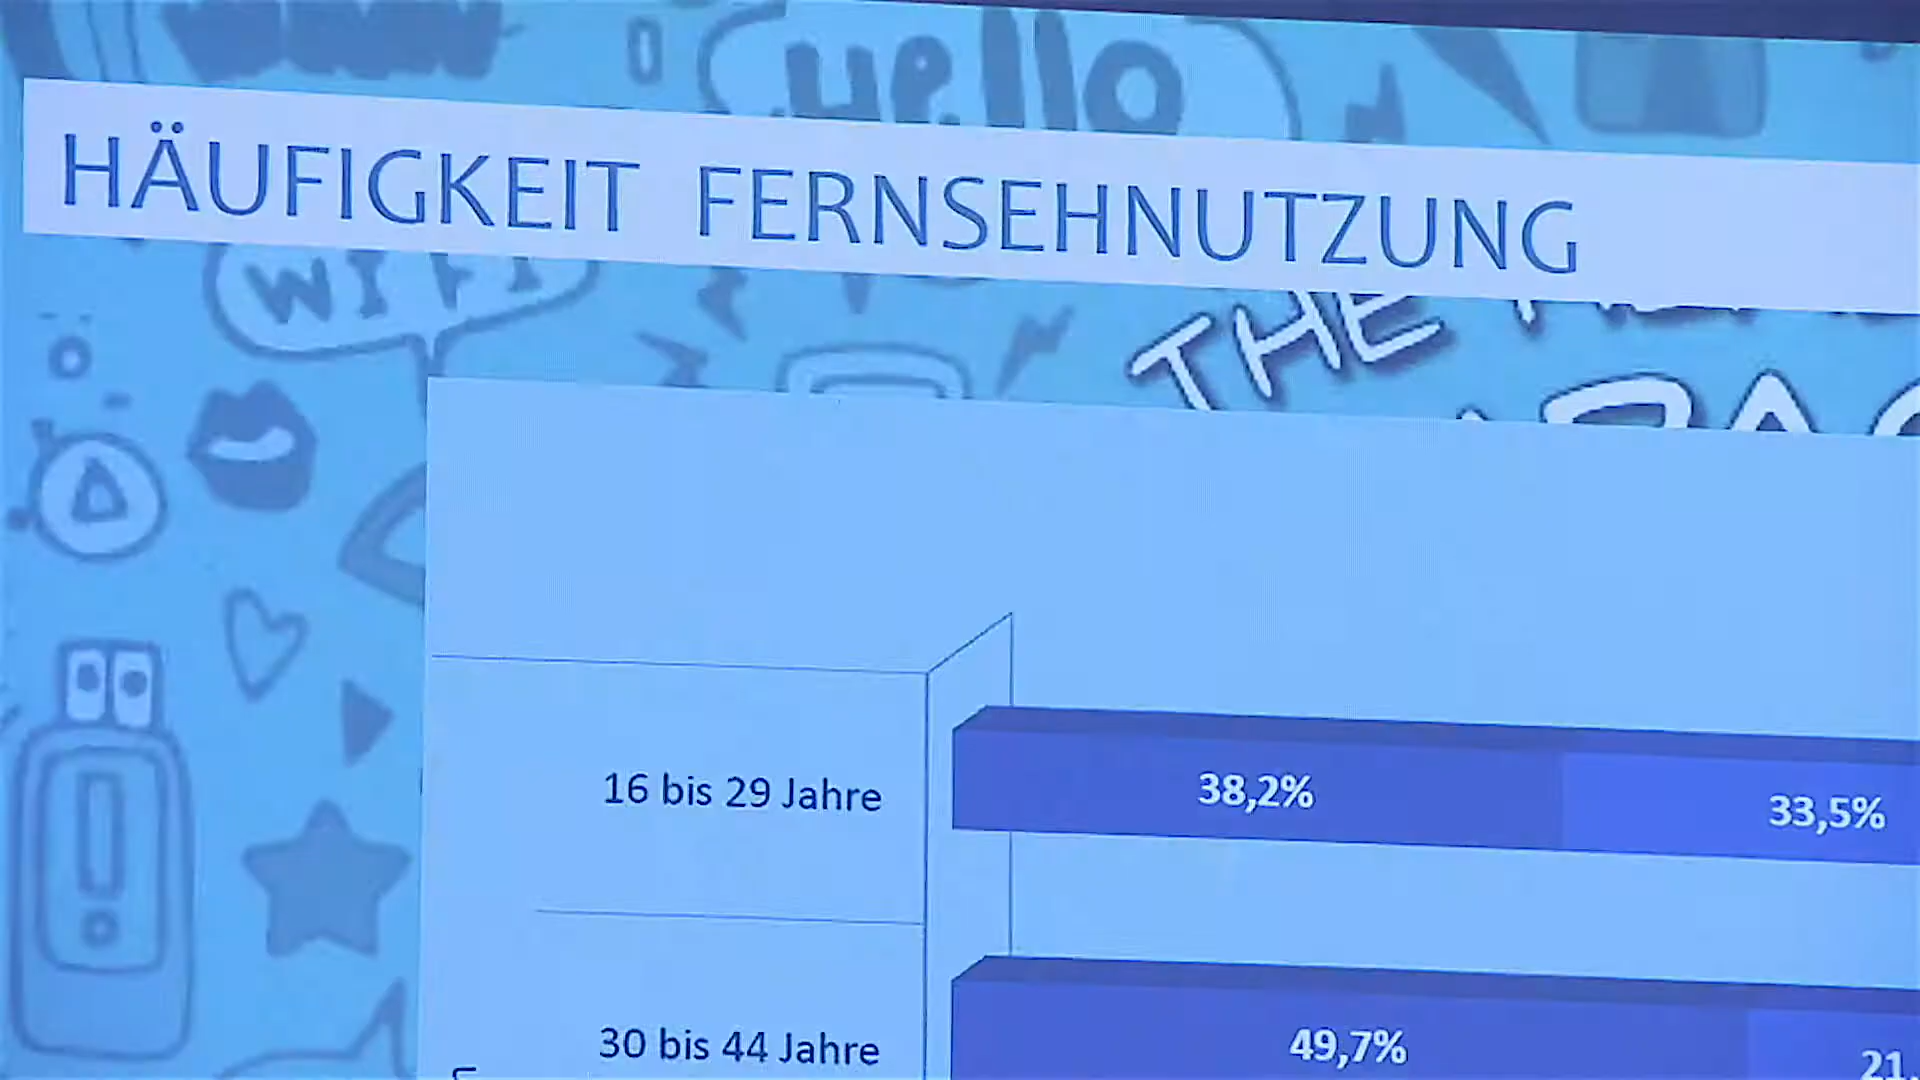 Hello
HÄUFIGKEIT FERNSEHNUTZUNG
WIFI
THE
16 bis 29 Jahre
38,2%
33,5%
30 bis 44 Jahre
49,7%
21,